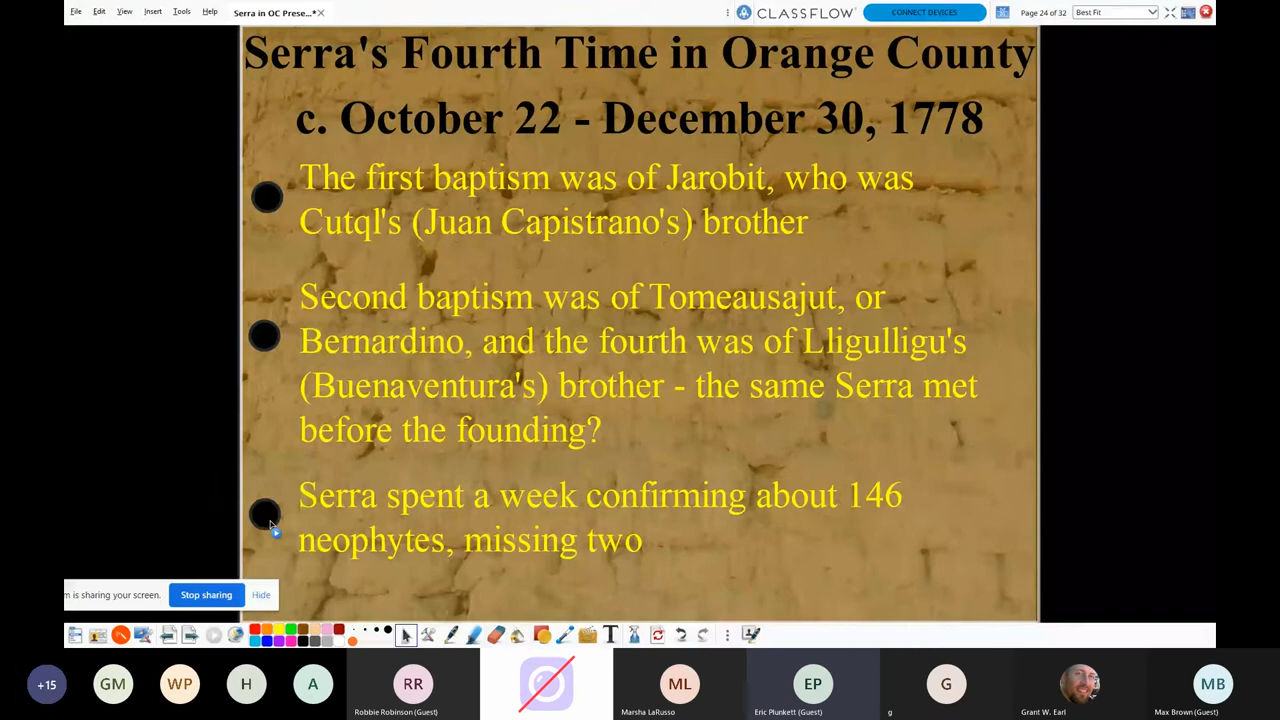 File Edit View Insert Tools Help
Serra in OC Prese...*
CLASSFLOW
CONNECT DEVICES
Page 24 of 32
Best Fit
Serra's Fourth Time in Orange County
c. October 22 - December 30, 1778
The first baptism was of Jarobit, who was
Cutql's (Juan Capistrano's) brother
Second baptism was of Tomeausajut, or
Bernardino, and the fourth was of Lligulligu's
(Buenaventura's) brother - the same Serra met
before the founding?
Serra spent a week confirming about 146
neophytes, missing two
m is sharing your screen. Stop sharing Hide
+15 GM WP H A RR ML EP G MB
Robbie Robinson (Guest) Marsha LaRusso Eric Plunkett (Guest) g Grant W. Earl Max Brown (Guest)